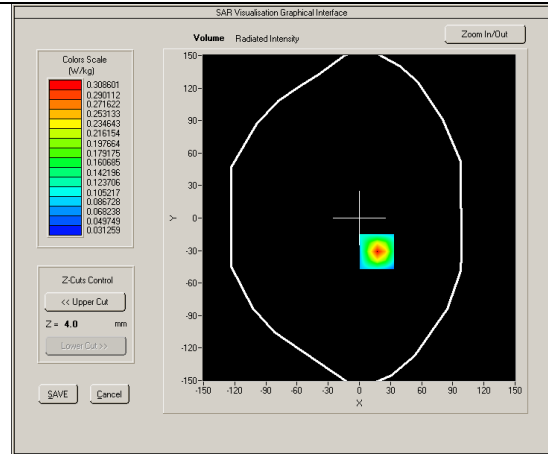 SAR Visualisation Graphical Interface
Volume Radiated Intensity
Zoom In/Out
Colors Scale
(W/kg)
0.308601
0.290112
0.271622
0.253133
0.234643
0.216154
0.197664
0.179175
0.160685
0.142196
0.123706
0.105217
0.086728
0.068238
0.049749
0.031259
Z-Cuts Control
<< Upper Cut
Z = 4.0 mm
Lower Cut >>
SAVE Cancel
150
120
90
60
30
0
-30
-60
-90
-120
-150
Y
-150 -120 -90 -60 -30 0 30 60 90 120 150
X